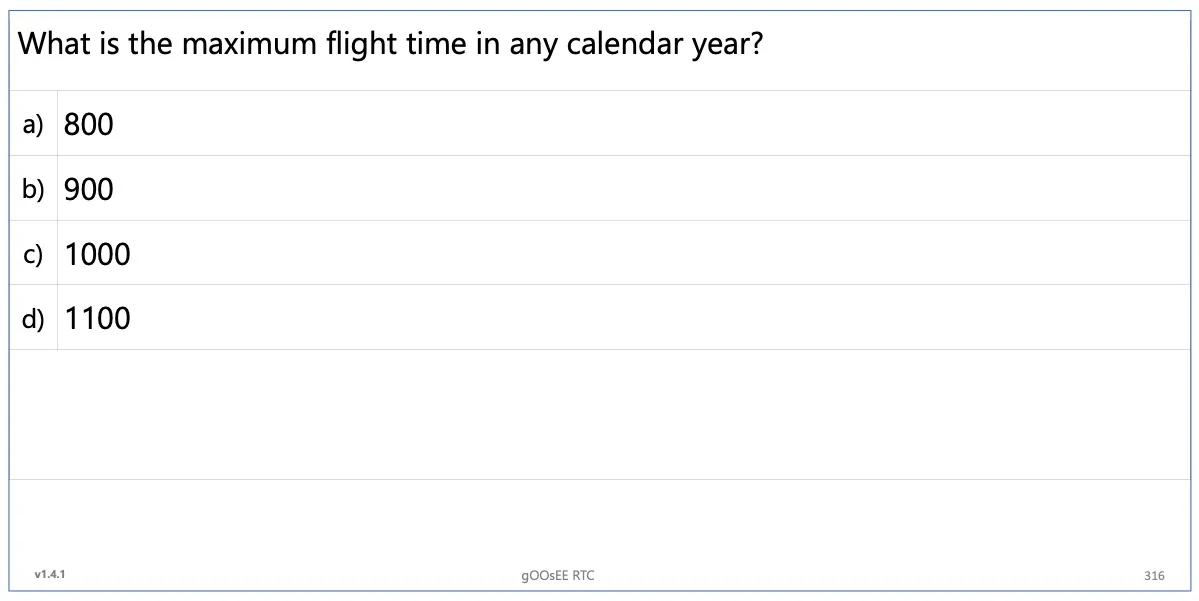 What is the maximum flight time in any calendar year?
a) 800
b) 900
c) 1000
d) 1100
v1.4.1 gOOsEE RTC 316